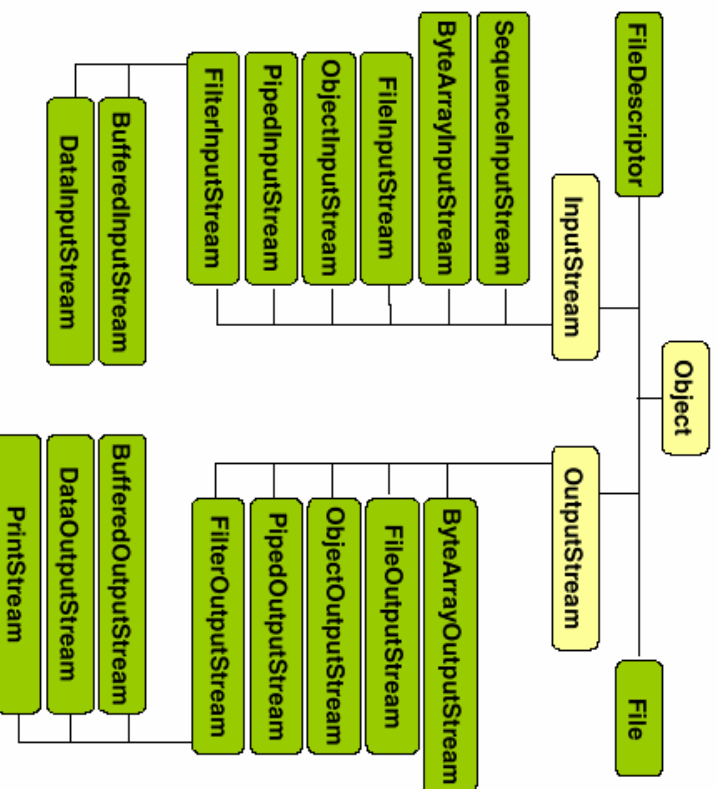 Object
FileDescriptor
File
InputStream
OutputStream
SequenceInputStream
ByteArrayInputStream
FileInputStream
ObjectInputStream
PipedInputStream
FilterInputStream
BufferedInputStream
DataInputStream
ByteArrayOutputStream
FileOutputStream
ObjectOutputStream
PipedOutputStream
FilterOutputStream
BufferedOutputStream
DataOutputStream
PrintStream